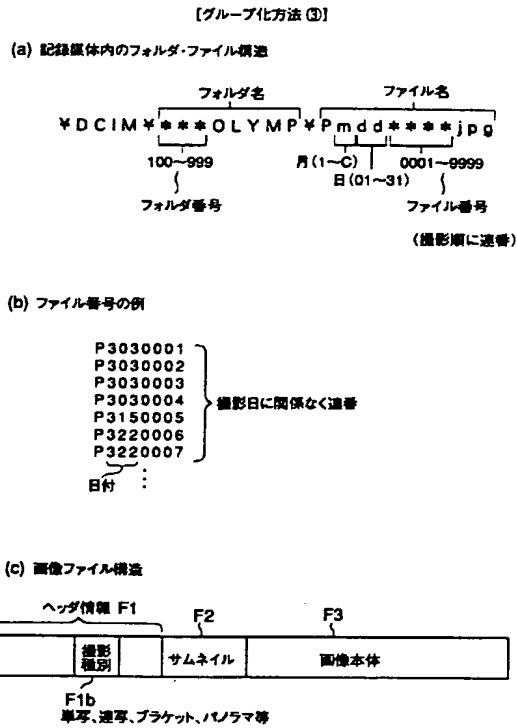 [グループ化方法 ③]
(a) 記録媒体内のフォルダ・ファイル構造
フォルダ名 ファイル名
¥DCIM¥***OLYMP¥Pmdd****jpg
100~999 月(1~C) 0001~9999
日(01~31)
フォルダ番号 ファイル番号
(撮影順に連番)
(b) ファイル番号の例
P3030001
P3030002
P3030003
P3030004 撮影日に関係なく連番
P3150005
P3220006
P3220007
日付
(c) 画像ファイル構造
ヘッダ情報 F1 F2 F3
撮影種別 サムネイル 画像本体
F1b
単写、連写、ブラケット、パノラマ等